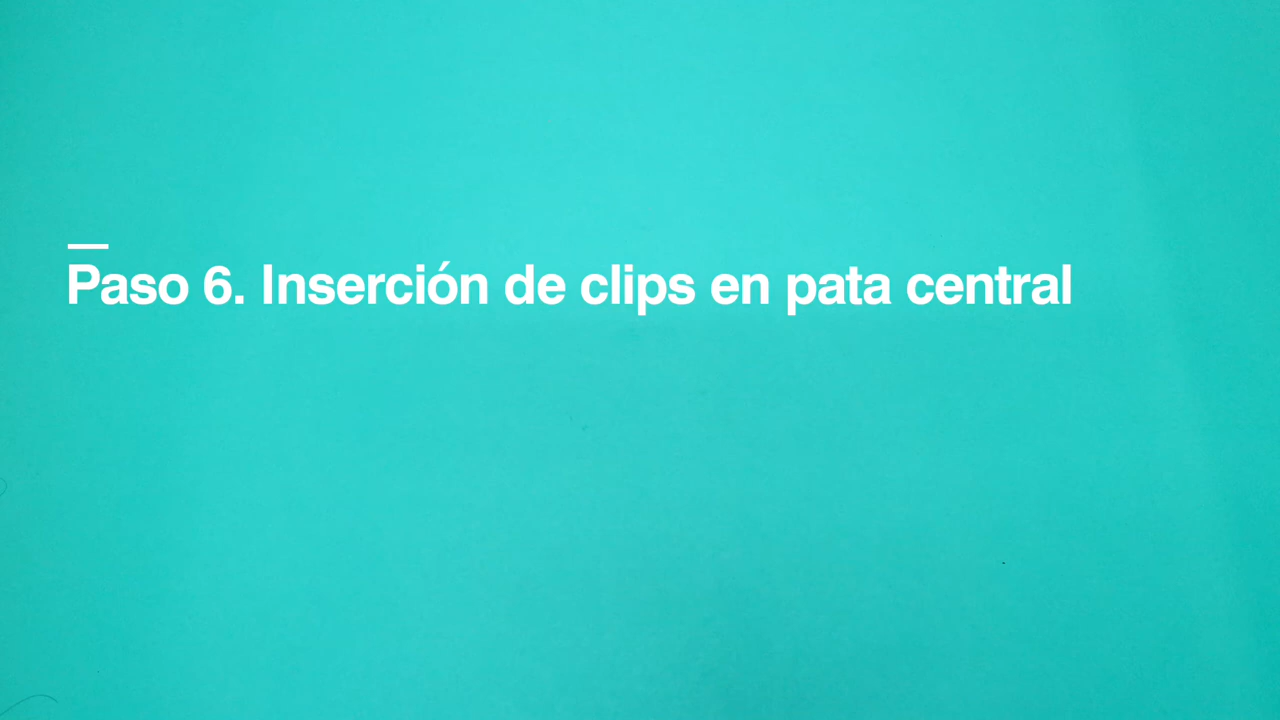 Paso 6. Inserción de clips en pata central